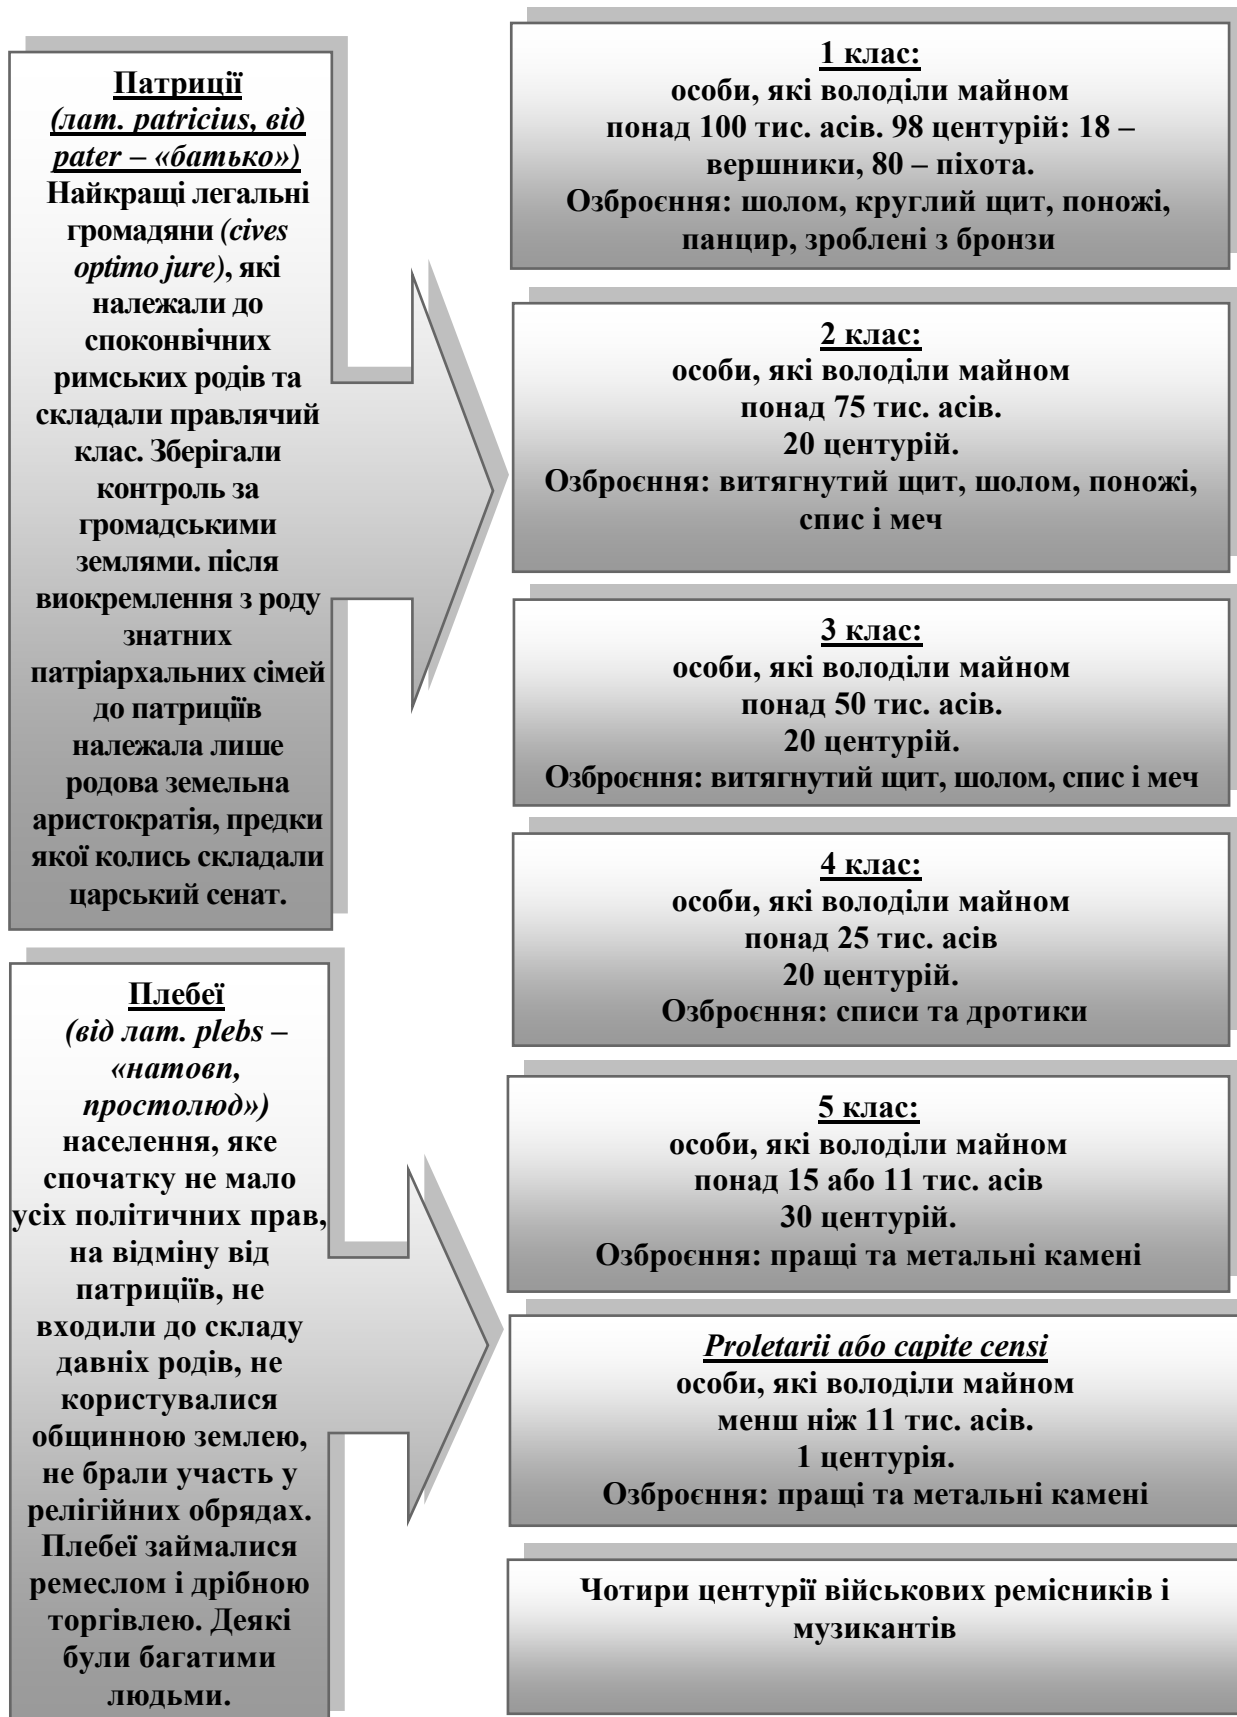 Патриції
(лат. patricius, від
pater – «батько»)
Найкращі легальні
громадяни (cives
optimo jure), які
належали до
споконвічних
римських родів та
складали правлячий
клас. Зберігали
контроль за
громадськими
землями. після
виокремлення з роду
знатних
патріархальних сімей
до патриціїв
належала лише
родова земельна
аристократія, предки
якої колись складали
царський сенат.
Плебеї
(від лат. plebs –
«натовп,
простолюд»)
населення, яке
спочатку не мало
усіх політичних прав,
на відміну від
патриціїв, не
входили до складу
давніх родів, не
користувалися
общинною землею,
не брали участь у
релігійних обрядах.
Плебеї займалися
ремеслом і дрібною
торгівлею. Деякі
були багатими
людьми.
1 клас:
особи, які володіли майном
понад 100 тис. асів. 98 центурій: 18 –
вершники, 80 – піхота.
Озброєння: шолом, круглий щит, поножі,
панцир, зроблені з бронзи
2 клас:
особи, які володіли майном
понад 75 тис. асів.
20 центурій.
Озброєння: витягнутий щит, шолом, поножі,
спис і меч
3 клас:
особи, які володіли майном
понад 50 тис. асів.
20 центурій.
Озброєння: витягнутий щит, шолом, спис і меч
4 клас:
особи, які володіли майном
понад 25 тис. асів
20 центурій.
Озброєння: списи та дротики
5 клас:
особи, які володіли майном
понад 15 або 11 тис. асів
30 центурій.
Озброєння: пращі та метальні камені
Proletarii або capite censi
особи, які володіли майном
менш ніж 11 тис. асів.
1 центурія.
Озброєння: пращі та метальні камені
Чотири центурії військових ремісників і
музикантів